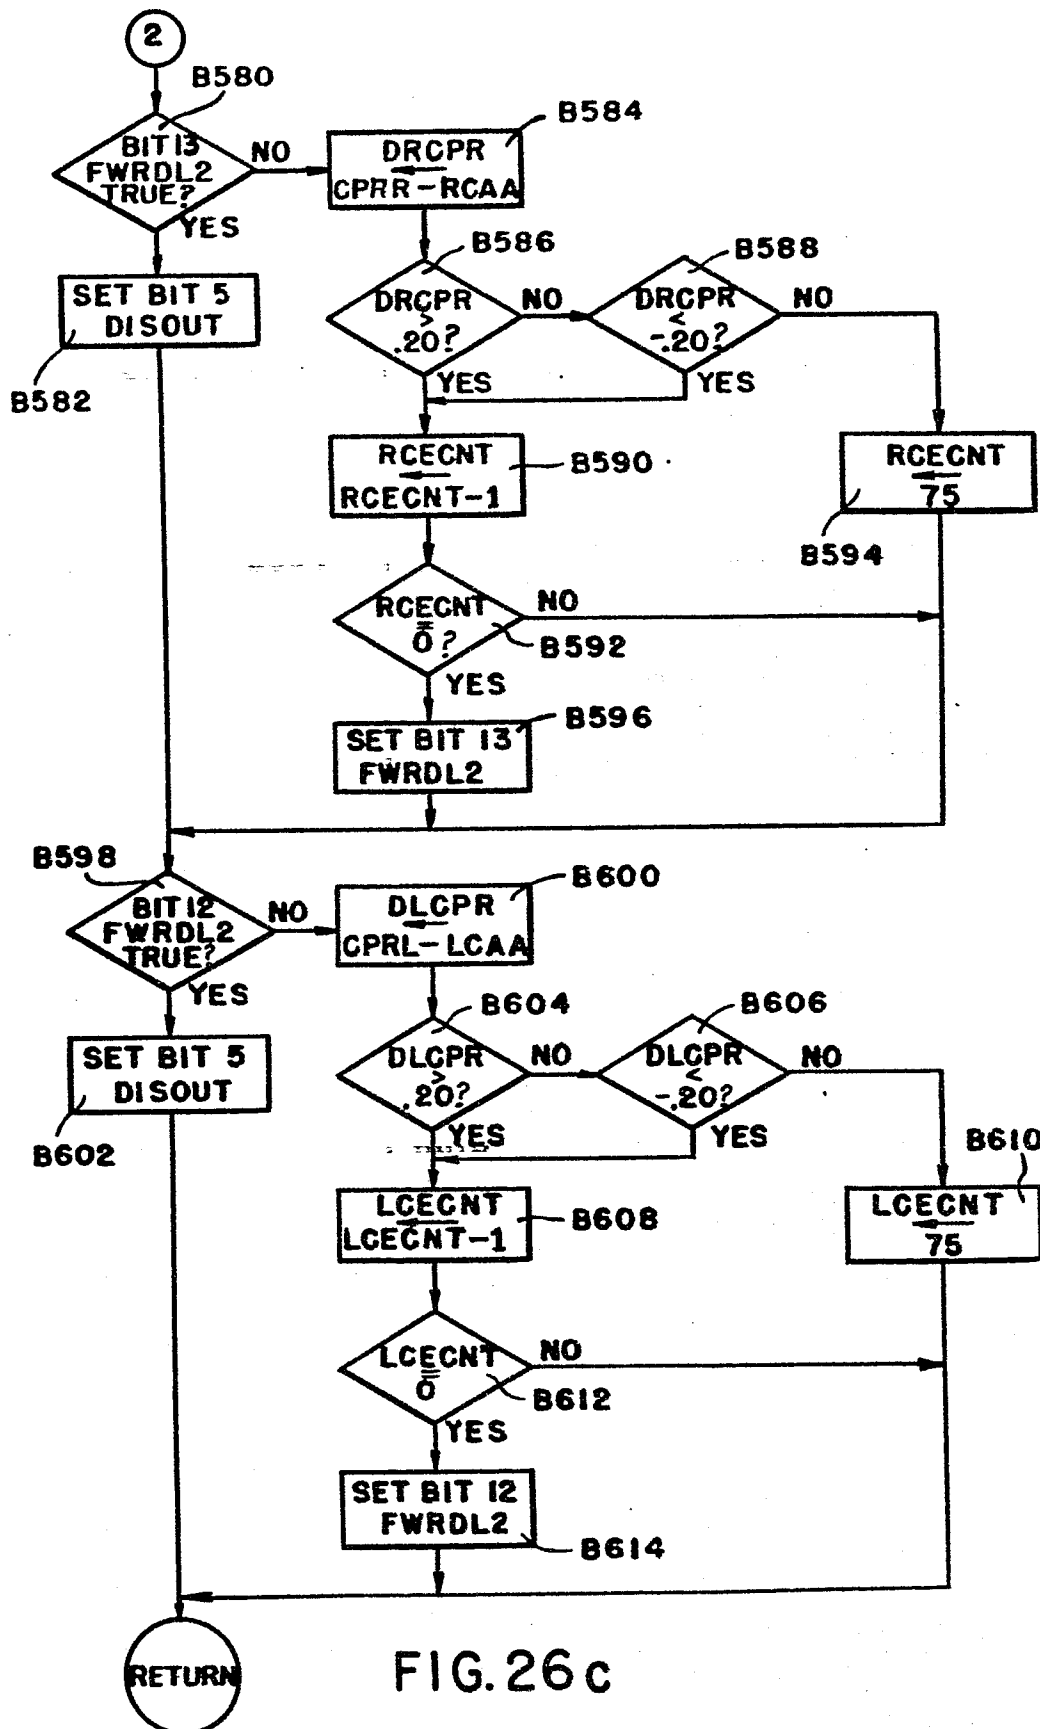 2
B580
BIT 13
FWRDL2
TRUE?
NO
YES
B584
DRCPR
←
CPRR-RCAA
SET BIT 5
DISOUT
B582
B586
DRCPR
>
.20?
NO
YES
B588
DRCPR
<
-.20?
NO
YES
RCECNT
←
RCECNT-1
B590
RCECNT
←
75
B594
RCECNT
=
0?
NO
B592
YES
B596
SET BIT 13
FWRDL2
B598
BIT 12
FWRDL2
TRUE?
NO
YES
B600
DLCPR
←
CPRL-LCAA
SET BIT 5
DISOUT
B602
B604
DLCPR
>
.20?
NO
YES
B606
DLCPR
<
-.20?
NO
YES
LCECNT
←
LCECNT-1
B608
B610
LCECNT
←
75
LCECNT
=
0
NO
B612
YES
SET BIT 12
FWRDL2
B614
RETURN
FIG. 26c